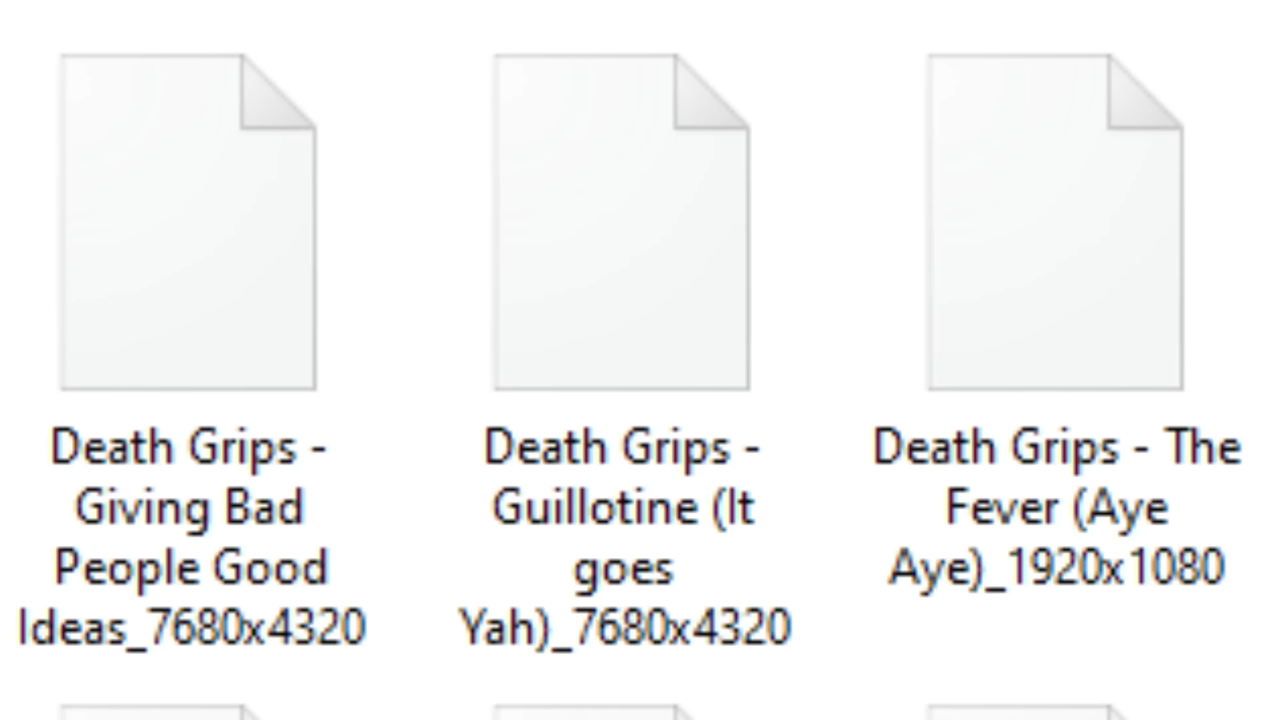 Death Grips -
Giving Bad
People Good
Ideas_7680x4320
Death Grips -
Guillotine (It
goes
Yah)_7680x4320
Death Grips - The
Fever (Aye
Aye)_1920x1080